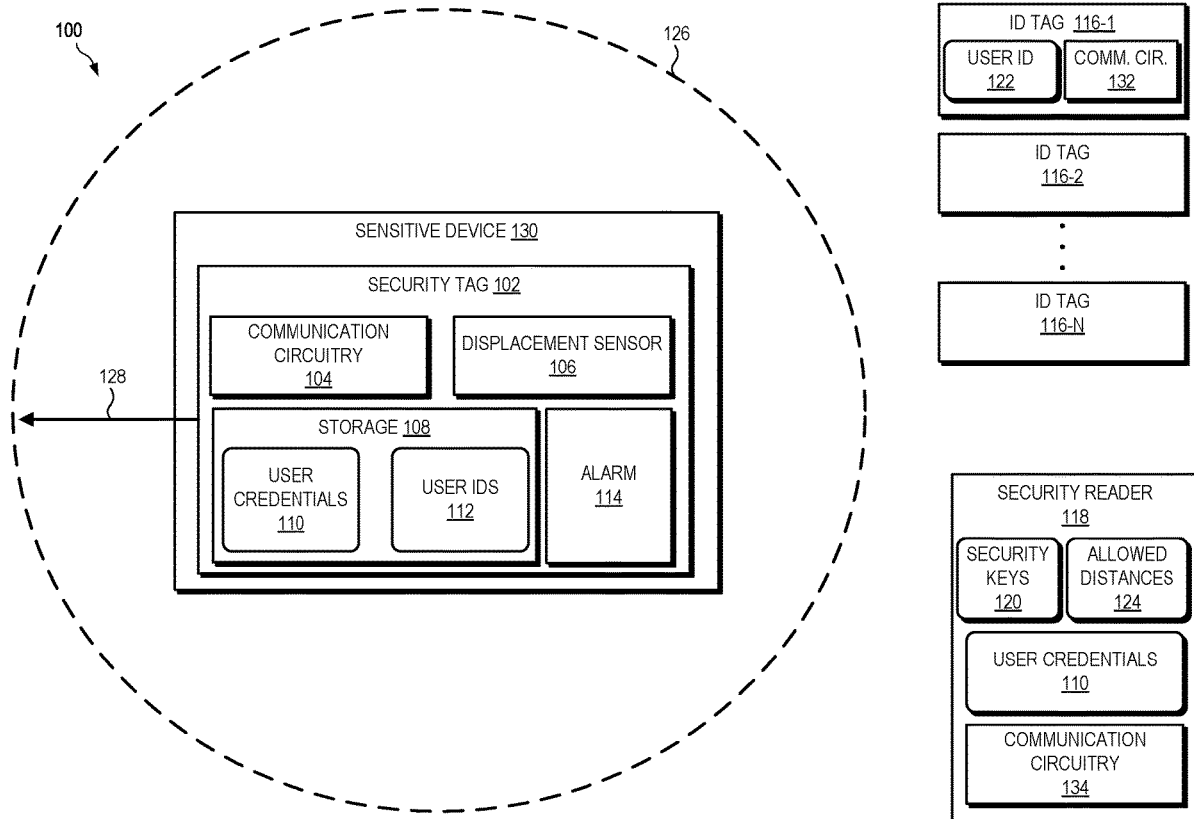 100
126
128
SENSITIVE DEVICE 130
SECURITY TAG 102
COMMUNICATION
CIRCUITRY
104
DISPLACEMENT SENSOR
106
STORAGE 108
USER
CREDENTIALS
110
USER IDS
112
ALARM
114
ID TAG 116-1
USER ID
122
COMM. CIR.
132
ID TAG
116-2
ID TAG
116-N
SECURITY READER
118
SECURITY
KEYS
120
ALLOWED
DISTANCES
124
USER CREDENTIALS
110
COMMUNICATION
CIRCUITRY
134